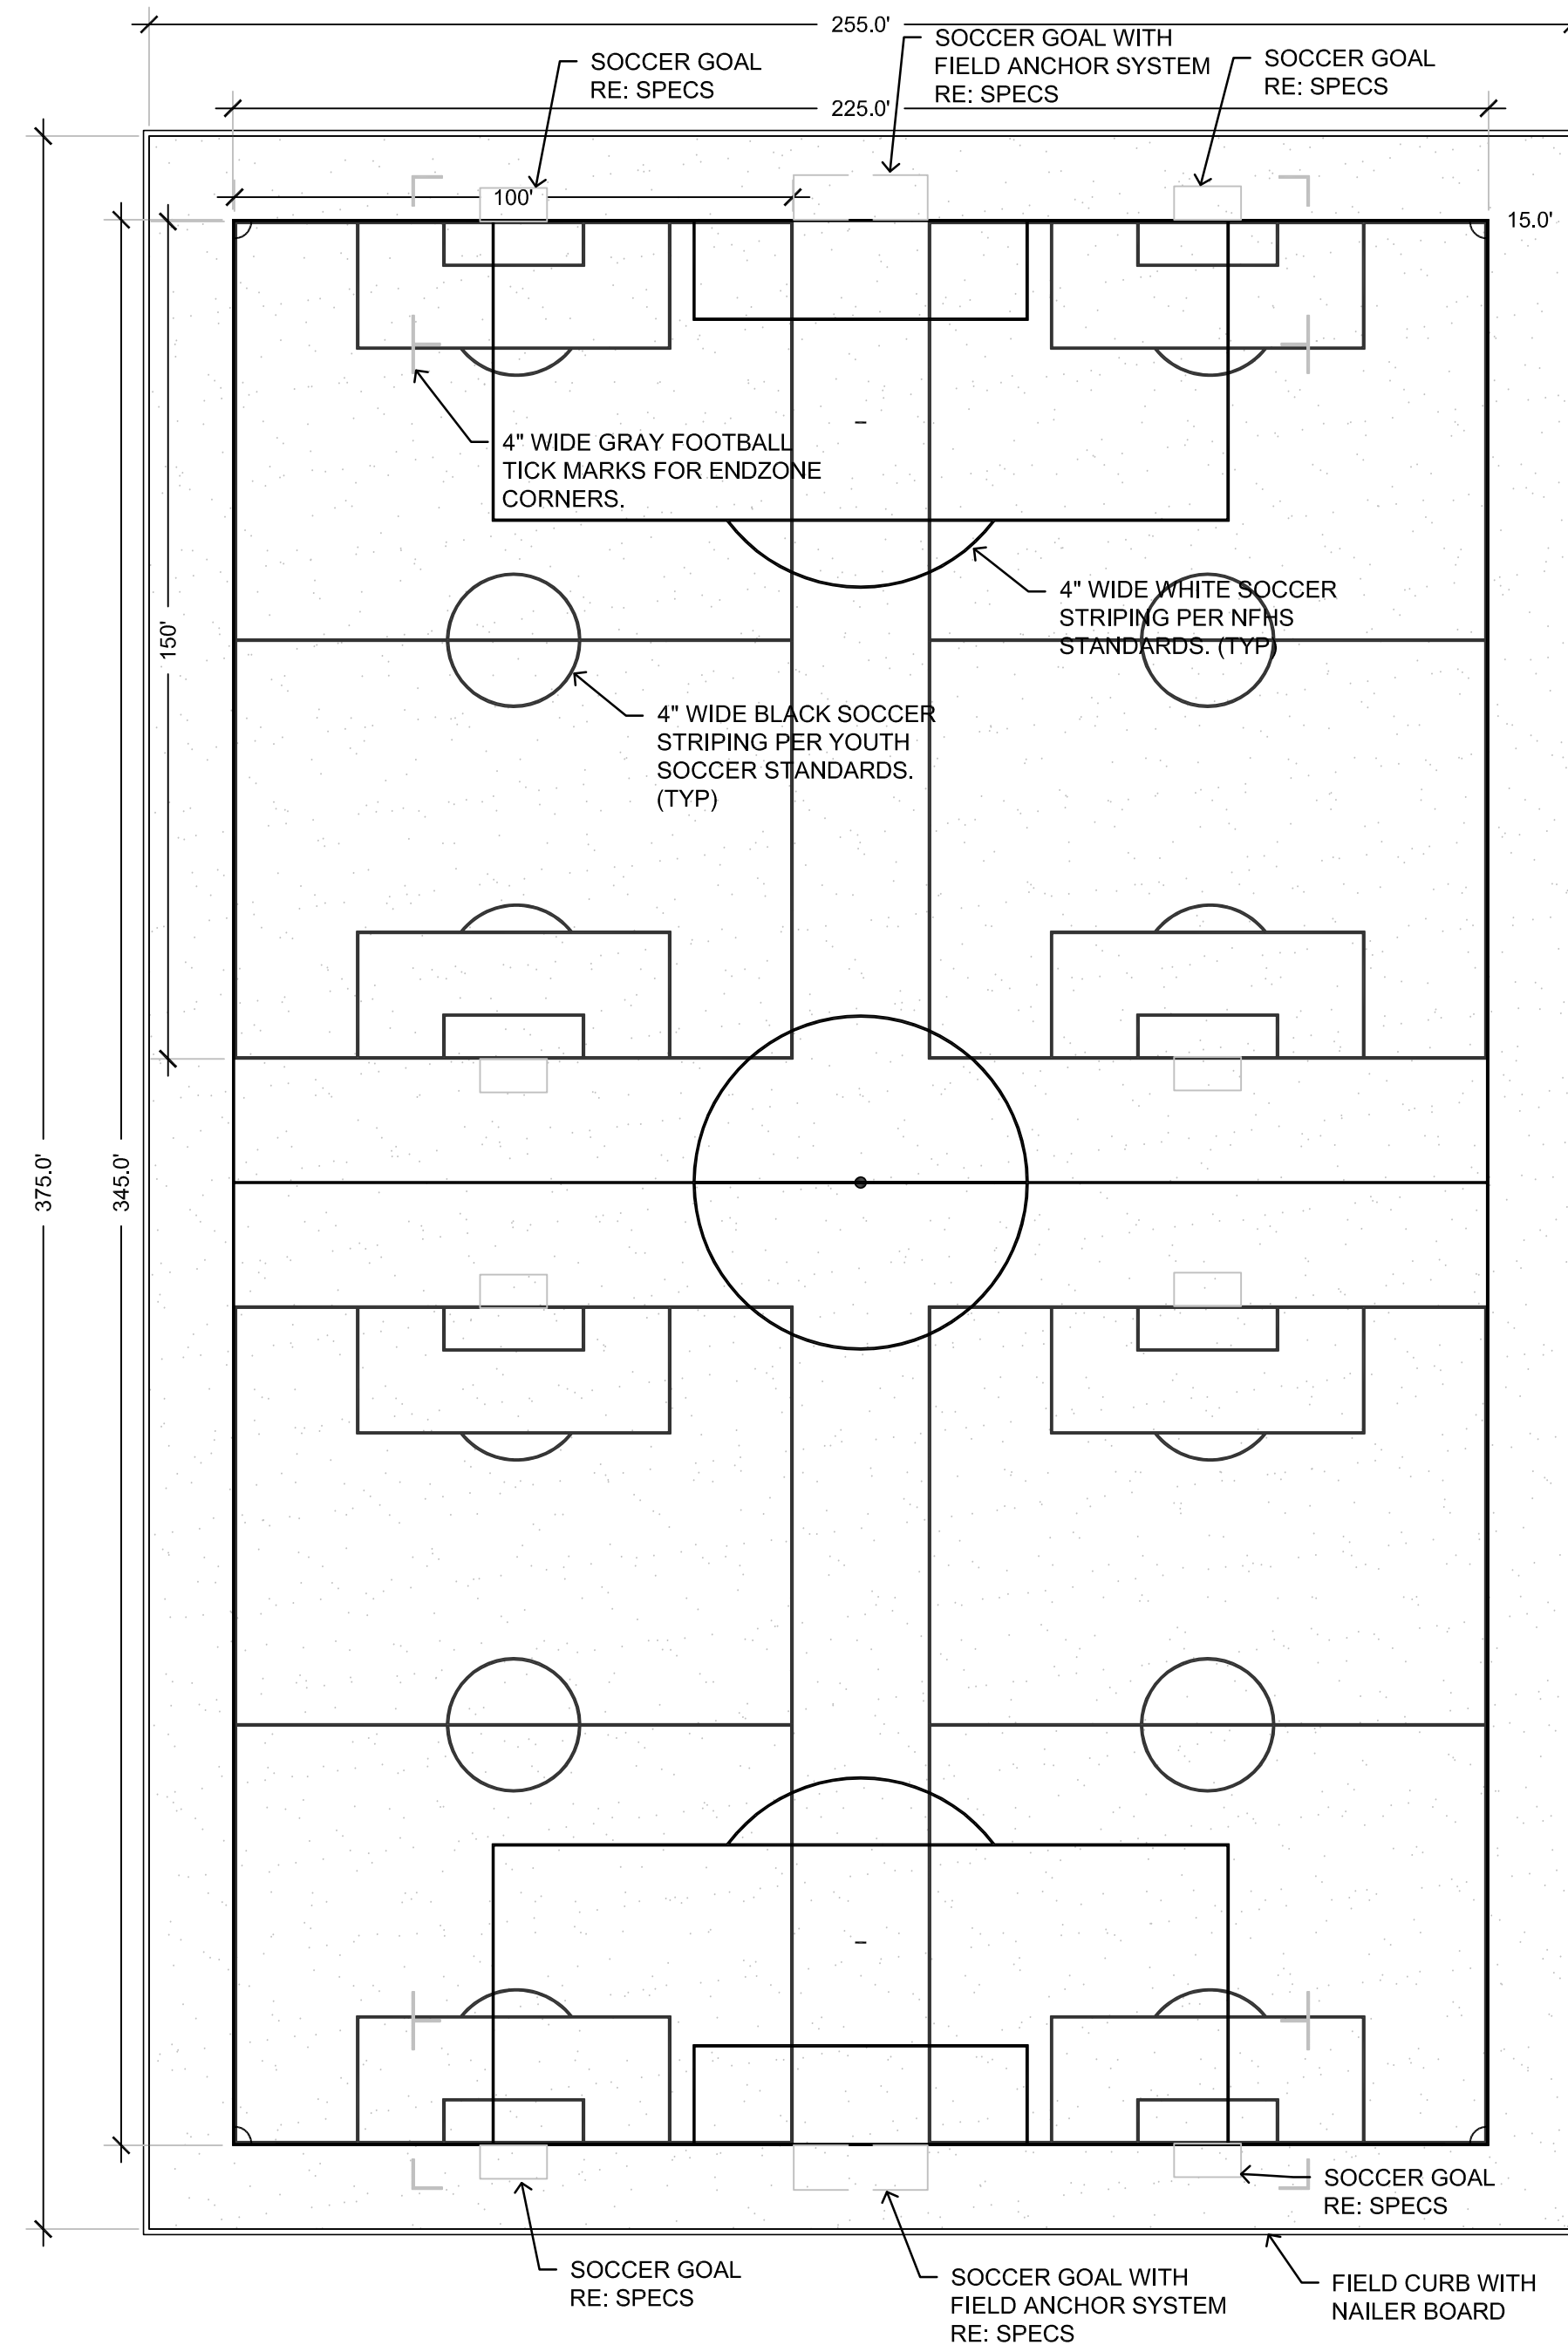 255.0'
SOCCER GOAL
RE: SPECS
SOCCER GOAL WITH
FIELD ANCHOR SYSTEM
RE: SPECS
SOCCER GOAL
RE: SPECS
225.0'
100'
15.0'
4" WIDE GRAY FOOTBALL
TICK MARKS FOR ENDZONE
CORNERS.
4" WIDE WHITE SOCCER
STRIPING PER NFHS
STANDARDS. (TYP)
150'
4" WIDE BLACK SOCCER
STRIPING PER YOUTH
SOCCER STANDARDS.
(TYP)
375.0'
345.0'
SOCCER GOAL
RE: SPECS
SOCCER GOAL
RE: SPECS
SOCCER GOAL WITH
FIELD ANCHOR SYSTEM
RE: SPECS
FIELD CURB WITH
NAILER BOARD